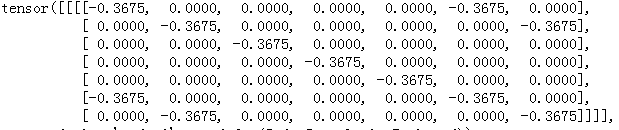 tensor([[[[-0.3675, 0.0000, 0.0000, 0.0000, 0.0000, -0.3675, 0.0000],
[ 0.0000, -0.3675, 0.0000, 0.0000, 0.0000, 0.0000, -0.3675],
[ 0.0000, 0.0000, -0.3675, 0.0000, 0.0000, 0.0000, 0.0000],
[ 0.0000, 0.0000, 0.0000, -0.3675, 0.0000, 0.0000, 0.0000],
[ 0.0000, 0.0000, 0.0000, 0.0000, -0.3675, 0.0000, 0.0000],
[-0.3675, 0.0000, 0.0000, 0.0000, 0.0000, -0.3675, 0.0000],
[ 0.0000, -0.3675, 0.0000, 0.0000, 0.0000, 0.0000, -0.3675]]]],